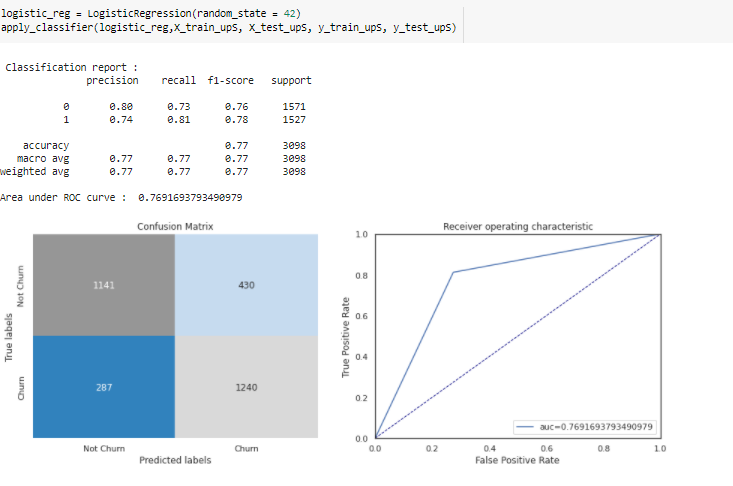 logistic_reg = LogisticRegression(random_state = 42)
apply_classifier(logistic_reg,X_train_upS, X_test_upS, y_train_upS, y_test_upS)
Classification report :
precision recall f1-score support
0 0.80 0.73 0.76 1571
1 0.74 0.81 0.78 1527
accuracy 0.77 3098
macro avg 0.77 0.77 0.77 3098
weighted avg 0.77 0.77 0.77 3098
Area under ROC curve : 0.7691693793490979
Confusion Matrix
True labels
Not Churn
Churn
1141 430
287 1240
Not Churn Churn
Predicted labels
Receiver operating characteristic
True Positive Rate
1.0
0.8
0.6
0.4
0.2
0.0
auc=0.7691693793490979
0.0 0.2 0.4 0.6 0.8 1.0
False Positive Rate